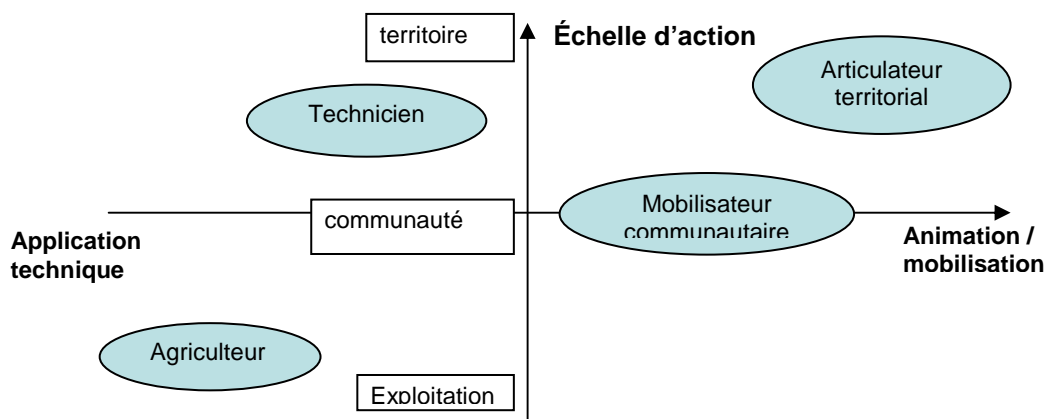 territoire
Échelle d'action
Articulateur
territorial
Technicien
Mobilisateur
communautaire
communauté
Application
technique
Animation /
mobilisation
Agriculteur
Exploitation